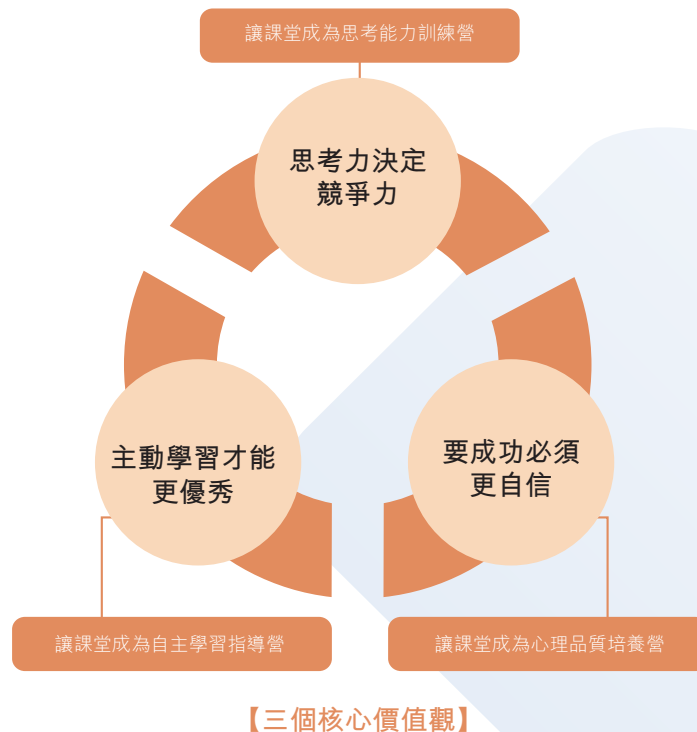 讓課堂成為思考能力訓練營
思考力決定
競爭力
主動學習才能
更優秀
要成功必須
更自信
讓課堂成為自主學習指導營
讓課堂成為心理品質培養營
【三個核心價值觀】